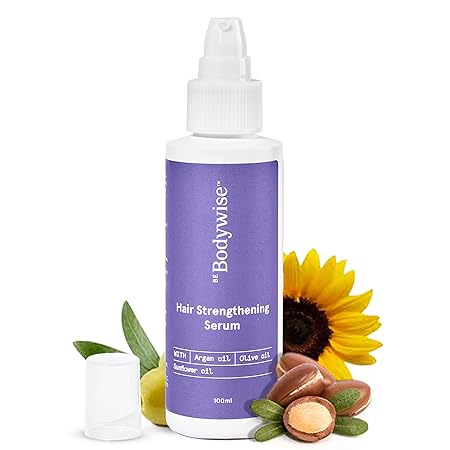 BE Bodywise™
Hair Strengthening
Serum
WITH Argan oil Olive oil
Sunflower oil
100ml